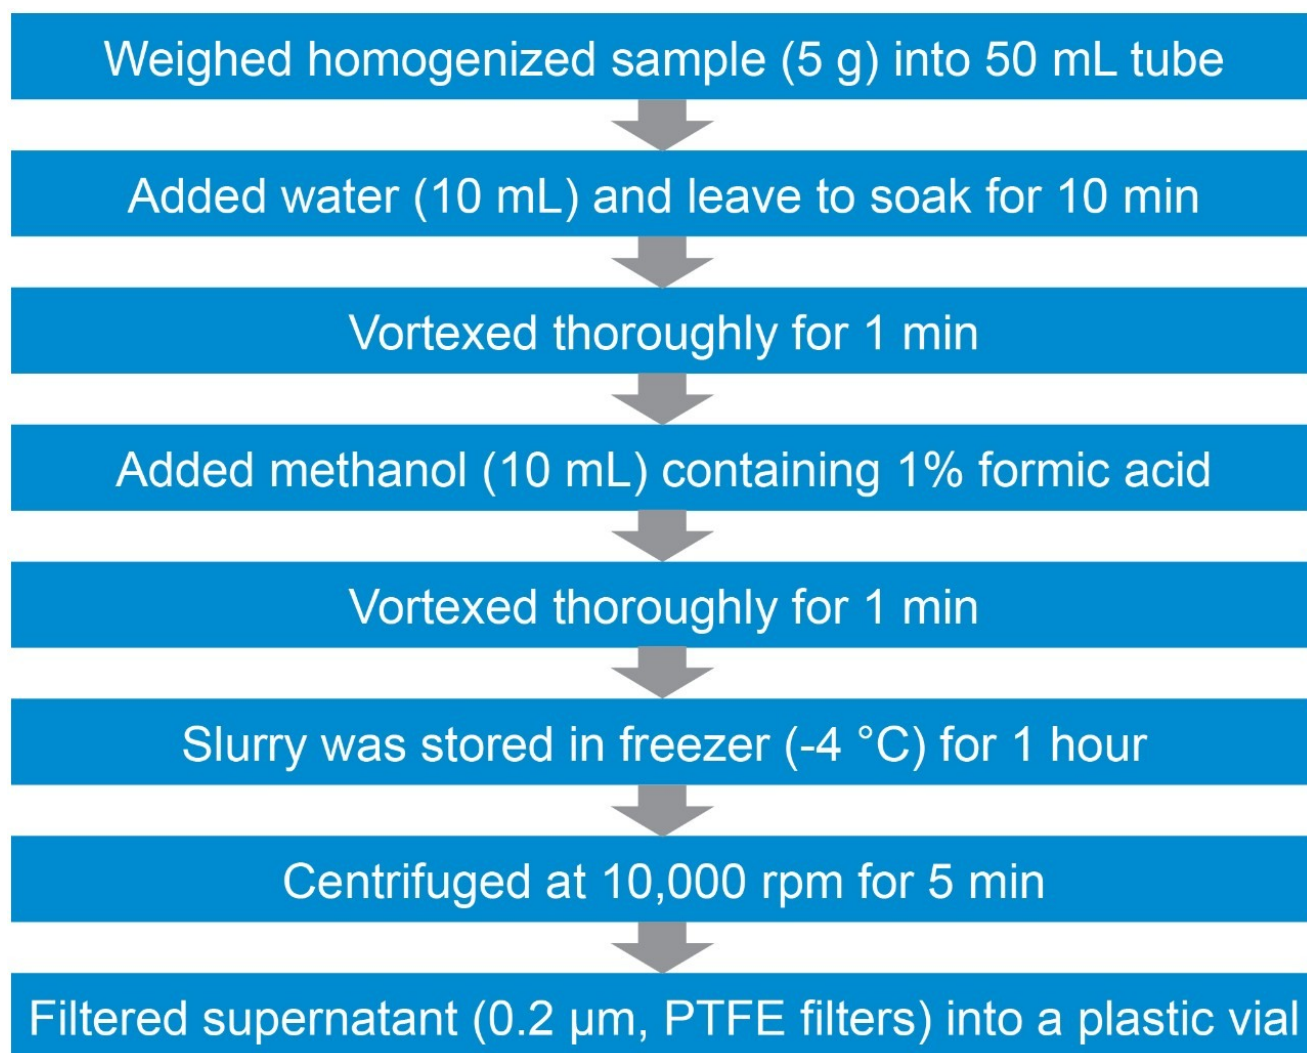 Weighed homogenized sample (5 g) into 50 mL tube
Added water (10 mL) and leave to soak for 10 min
Vortexed thoroughly for 1 min
Added methanol (10 mL) containing 1% formic acid
Vortexed thoroughly for 1 min
Slurry was stored in freezer (-4 °C) for 1 hour
Centrifuged at 10,000 rpm for 5 min
Filtered supernatant (0.2 µm, PTFE filters) into a plastic vial